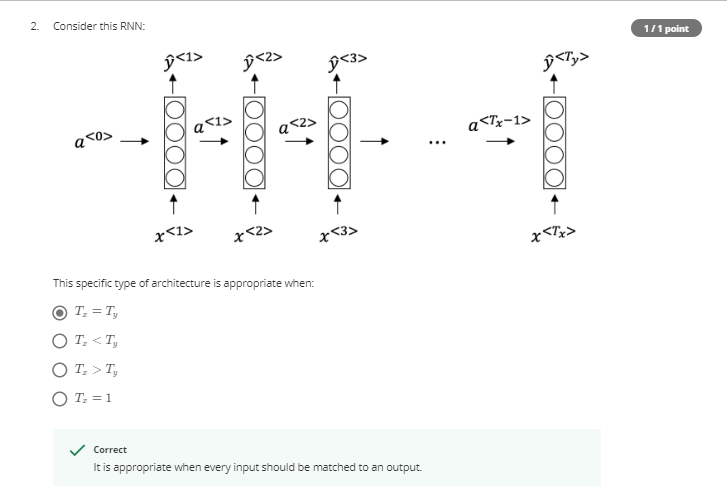 2. Consider this RNN:
1 / 1 point
ŷ<1> ŷ<2> ŷ<3> ŷ<Ty>
a<0> a<1> a<2> ... a<Tx−1>
x<1> x<2> x<3> x<Tx>
This specific type of architecture is appropriate when:
Tx = Ty
Tx < Ty
Tx > Ty
Tx = 1
Correct
It is appropriate when every input should be matched to an output.